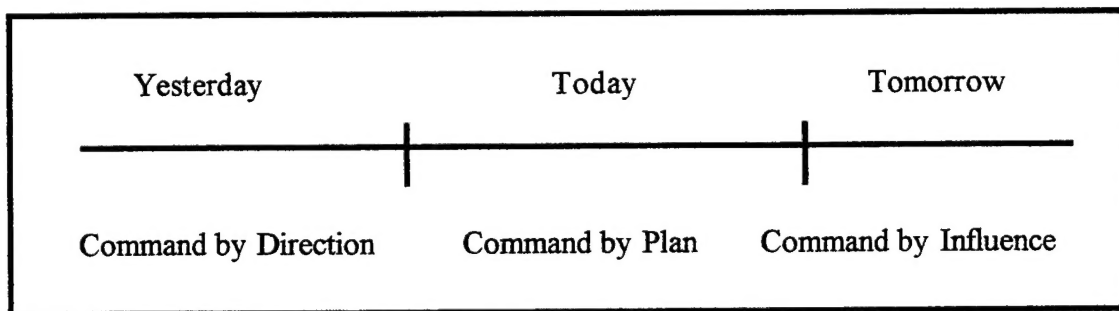 Yesterday Today Tomorrow
Command by Direction Command by Plan Command by Influence